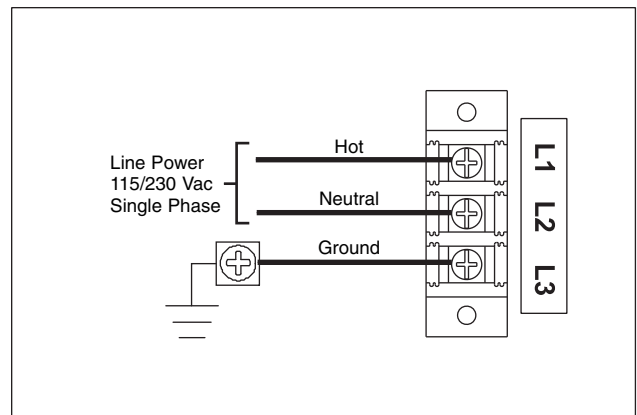 Hot
Line Power
115/230 Vac
Single Phase
Neutral
Ground
L1
L2
L3